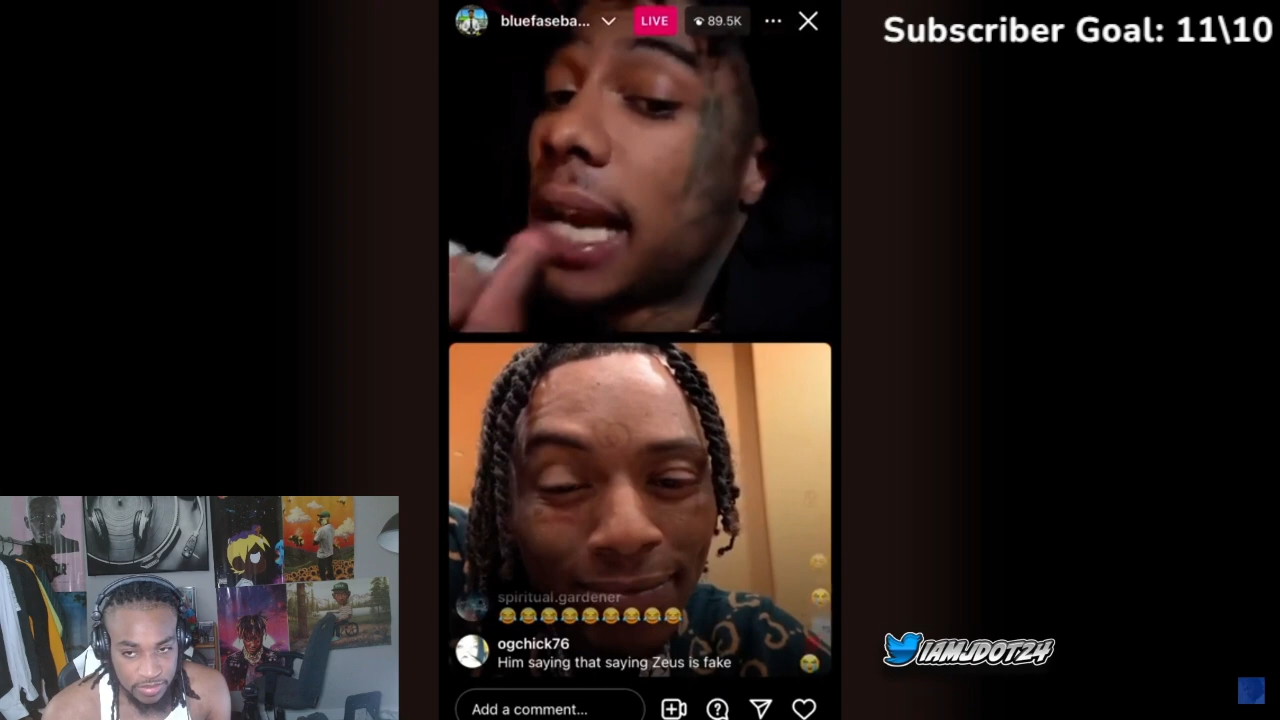 bluefaseba...
LIVE
89.5K
Subscriber Goal: 11\10
spiritual.gardener
😂😂😂😂😂😂😂😂😂
ogchick76
Him saying that saying Zeus is fake
Add a comment...
IAMJDOT24